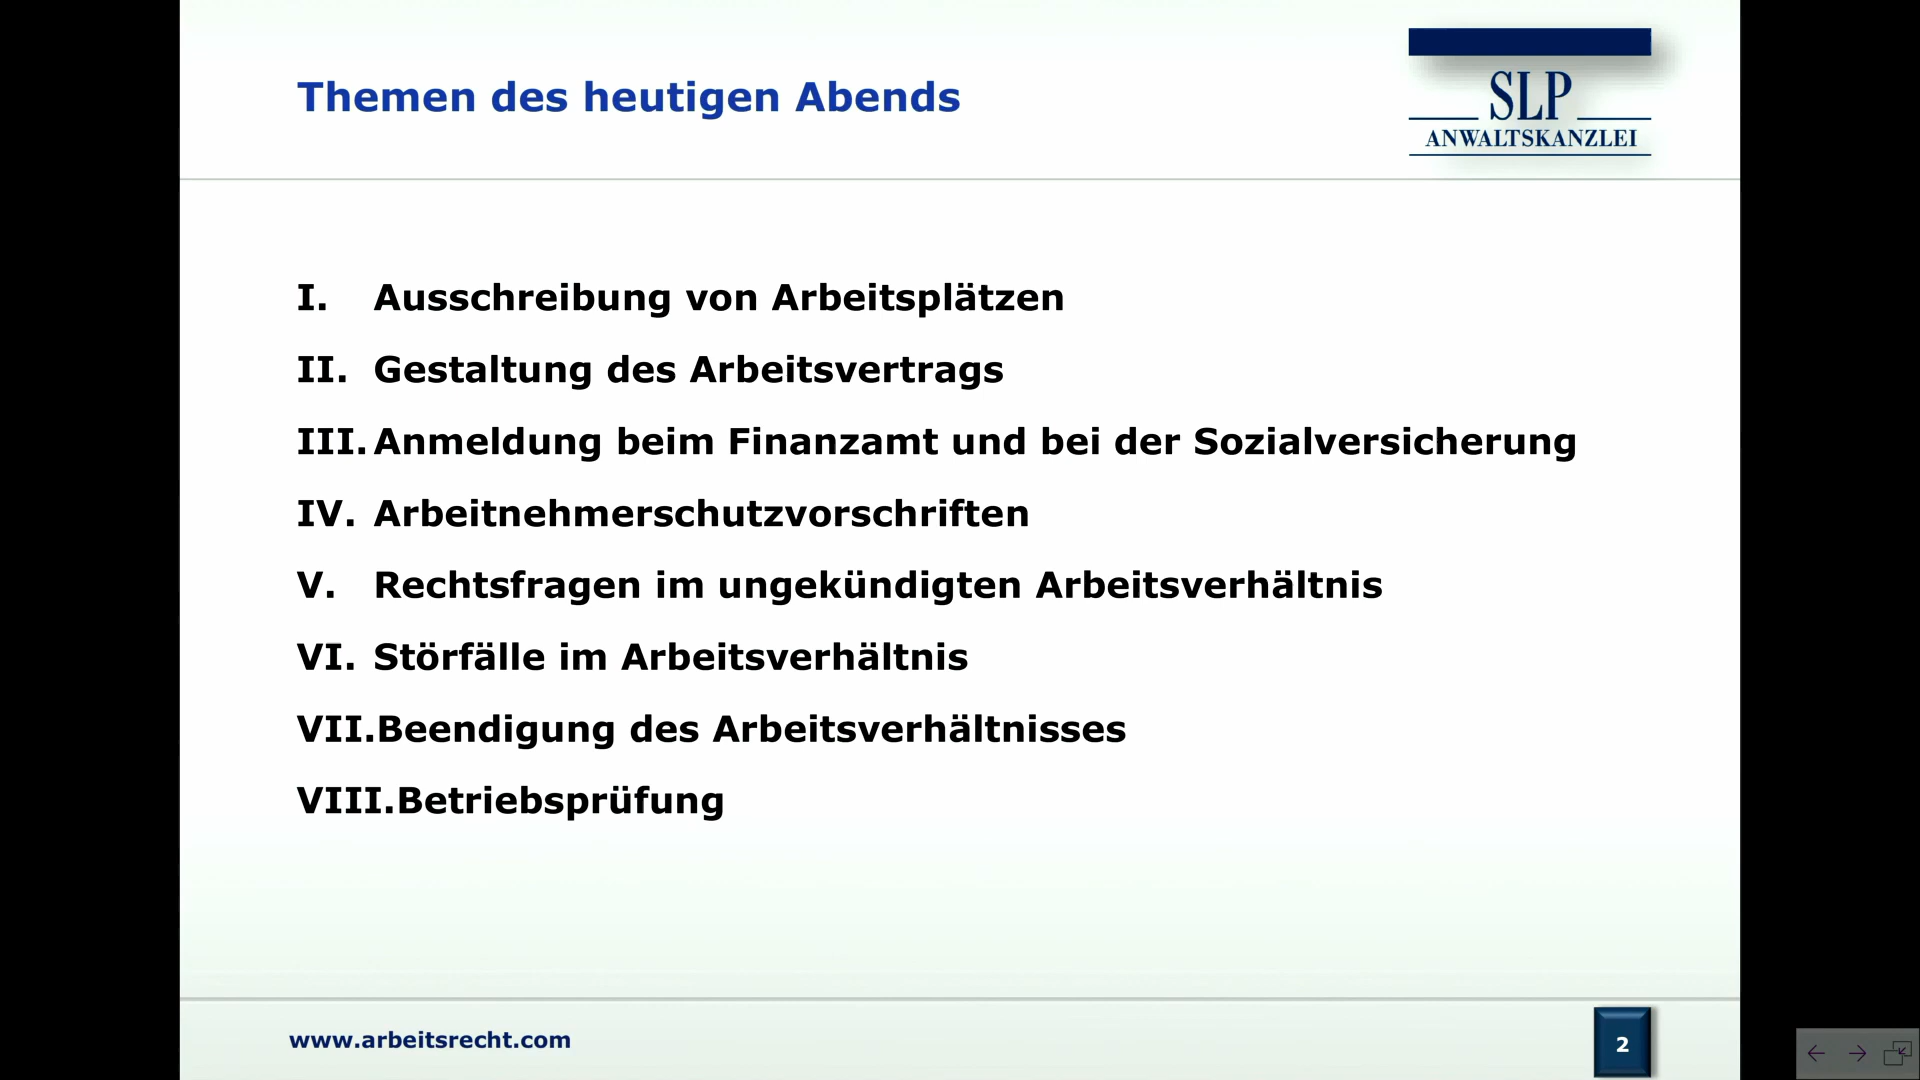 Themen des heutigen Abends
SLP
ANWALTSKANZLEI
I. Ausschreibung von Arbeitsplätzen
II. Gestaltung des Arbeitsvertrags
III. Anmeldung beim Finanzamt und bei der Sozialversicherung
IV. Arbeitnehmerschutzvorschriften
V. Rechtsfragen im ungekündigten Arbeitsverhältnis
VI. Störfälle im Arbeitsverhältnis
VII.Beendigung des Arbeitsverhältnisses
VIII.Betriebsprüfung
www.arbeitsrecht.com
2